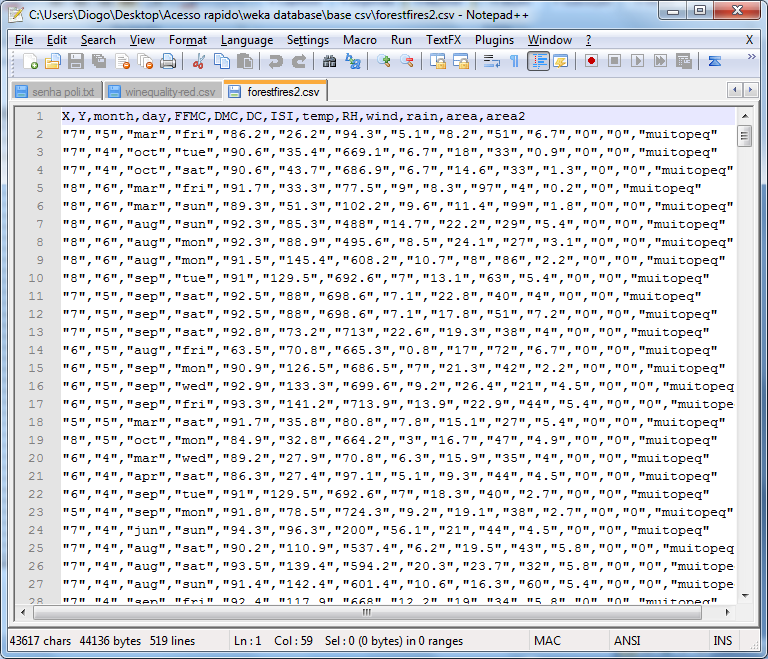 C:\Users\Diogo\Desktop\Acesso rapido\weka database\base csv\forestfires2.csv - Notepad++
File Edit Search View Format Language Settings Macro Run TextFX Plugins Window ? X
senha poli.txt winequality-red.csv forestfires2.csv
1 X,Y,month,day,FFMC,DMC,DC,ISI,temp,RH,wind,rain,area,area2
2 "7","5","mar","fri","86.2","26.2","94.3","5.1","8.2","51","6.7","0","0","muitopeq"
3 "7","4","oct","tue","90.6","35.4","669.1","6.7","18","33","0.9","0","0","muitopeq"
4 "7","4","oct","sat","90.6","43.7","686.9","6.7","14.6","33","1.3","0","0","muitopeq"
5 "8","6","mar","fri","91.7","33.3","77.5","9","8.3","97","4","0.2","0","muitopeq"
6 "8","6","mar","sun","89.3","51.3","102.2","9.6","11.4","99","1.8","0","0","muitopeq"
7 "8","6","aug","sun","92.3","85.3","488","14.7","22.2","29","5.4","0","0","muitopeq"
8 "8","6","aug","mon","92.3","88.9","495.6","8.5","24.1","27","3.1","0","0","muitopeq"
9 "8","6","aug","mon","91.5","145.4","608.2","10.7","8","86","2.2","0","0","muitopeq"
10 "8","6","sep","tue","91","129.5","692.6","7","13.1","63","5.4","0","0","muitopeq"
11 "7","5","sep","sat","92.5","88","698.6","7.1","22.8","40","4","0","0","muitopeq"
12 "7","5","sep","sat","92.5","88","698.6","7.1","17.8","51","7.2","0","0","muitopeq"
13 "7","5","sep","sat","92.8","73.2","713","22.6","19.3","38","4","0","0","muitopeq"
14 "6","5","aug","fri","63.5","70.8","665.3","0.8","17","72","6.7","0","0","muitopeq"
15 "6","5","sep","mon","90.9","126.5","686.5","7","21.3","42","2.2","0","0","muitopeq"
16 "6","5","sep","wed","92.9","133.3","699.6","9.2","26.4","21","4.5","0","0","muitopeq
17 "6","5","sep","fri","93.3","141.2","713.9","13.9","22.9","44","5.4","0","0","muitope
18 "5","5","mar","sat","91.7","35.8","80.8","7.8","15.1","27","5.4","0","0","muitopeq"
19 "8","5","oct","mon","84.9","32.8","664.2","3","16.7","47","4.9","0","0","muitopeq"
20 "6","4","mar","wed","89.2","27.9","70.8","6.3","15.9","35","4","0","0","muitopeq"
21 "6","4","apr","sat","86.3","27.4","97.1","5.1","9.3","44","4.5","0","0","muitopeq"
22 "6","4","sep","tue","91","129.5","692.6","7","18.3","40","2.7","0","0","muitopeq"
23 "5","4","sep","mon","91.8","78.5","724.3","9.2","19.1","38","2.7","0","0","muitopeq"
24 "7","4","jun","sun","94.3","96.3","200","56.1","21","44","4.5","0","0","muitopeq"
25 "7","4","aug","sat","90.2","110.9","537.4","6.2","19.5","43","5.8","0","0","muitopeq
26 "7","4","aug","sat","93.5","139.4","594.2","20.3","23.7","32","5.8","0","0","muitope
27 "7","4","aug","sun","91.4","142.4","601.4","10.6","16.3","60","5.4","0","0","muitope
28 "7","4","sep","fri","92.4","117.9","668","12.2","19","34","5.8","0","0","muitopeq"
43617 chars 44136 bytes 519 lines Ln : 1 Col : 59 Sel : 0 (0 bytes) in 0 ranges MAC ANSI INS